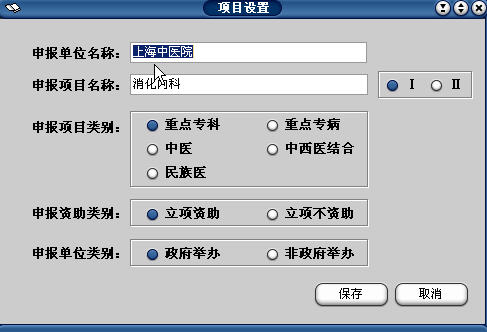 项目设置
申报单位名称： 上海中医院
申报项目名称： 消化内科 I II
申报项目类别： 重点专科 重点专病
中医 中西医结合
民族医
申报资助类别： 立项资助 立项不资助
申报单位类别： 政府举办 非政府举办
保存 取消